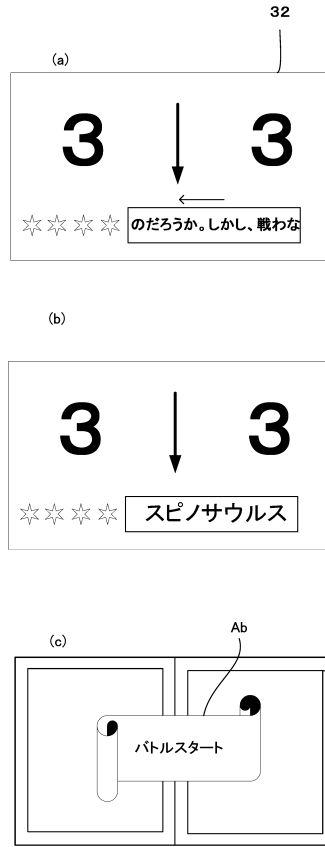 32
(a)
3 3
のだろうか。しかし、戦わな
(b)
3 3
スピノサウルス
(c)
Ab
バトルスタート